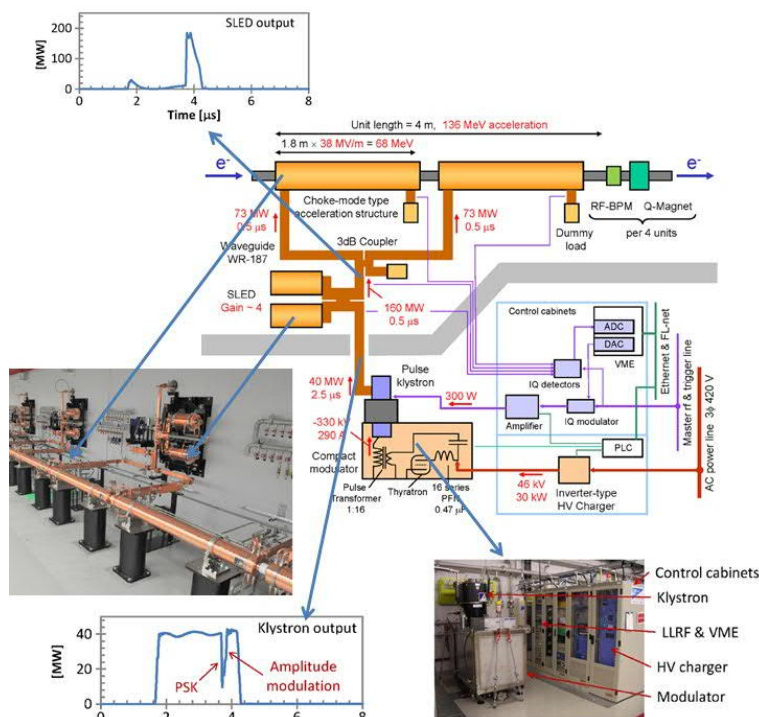 SLED output
[MW]
200
100
0
0 2 4 6 8
Time [μs]
Unit length = 4 m, 136 MeV acceleration
1.8 m × 38 MV/m = 68 MeV
e-
e-
Choke-mode type
acceleration structure
RF-BPM Q-Magnet
per 4 units
73 MW
0.5 μs
73 MW
0.5 μs
Waveguide
WR-187
3dB Coupler
Dummy
load
SLED
Gain ~ 4
160 MW
0.5 μs
Control cabinets
ADC
DAC
VME
IQ detectors
Ethernet & FL-net
Master rf & trigger line
AC power line 3ϕ 420 V
40 MW
2.5 μs
Pulse
klystron
300 W
Amplifier
IQ modulator
PLC
-330 kV
290 A
Compact
modulator
Pulse
Transformer
1:16
Thyratron
16 series
PFN
0.47 μF
46 kV
30 kW
Inverter-type
HV Charger
Klystron output
[MW]
40
20
0
0 2 4 6 8
PSK
Amplitude
modulation
Control cabinets
Klystron
LLRF & VME
HV charger
Modulator